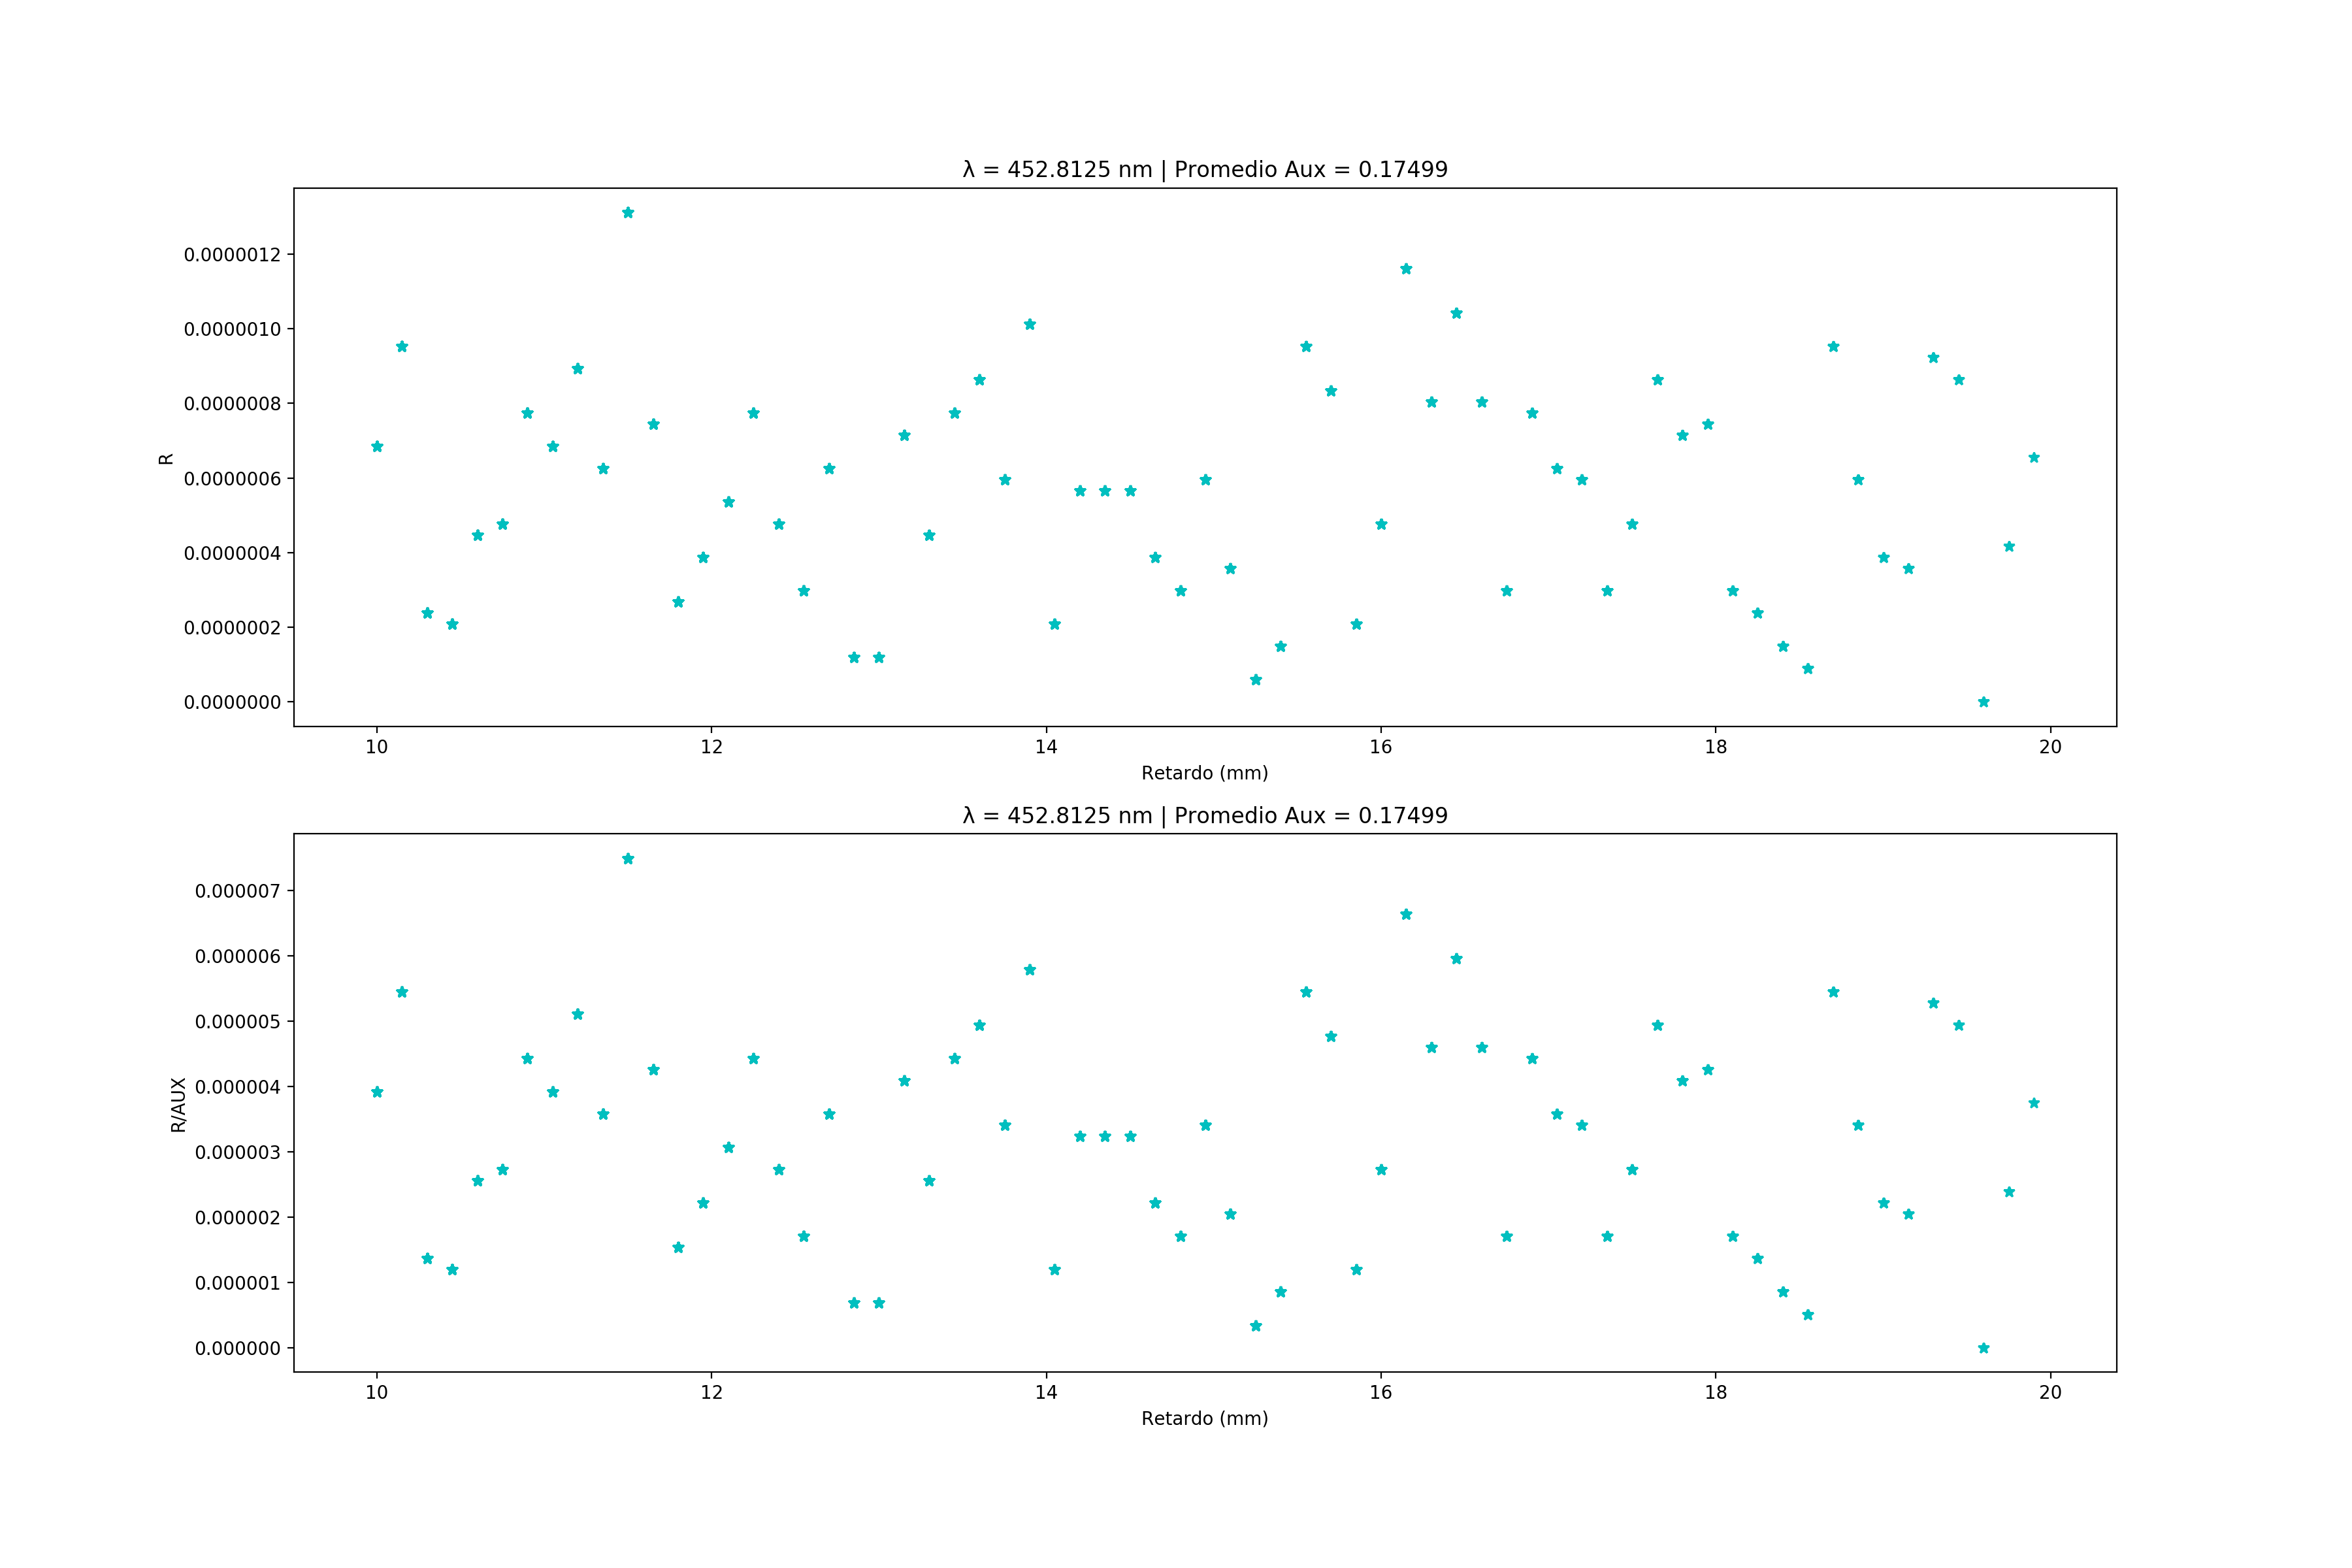 λ = 452.8125 nm | Promedio Aux = 0.17499
0.0000012
0.0000010
0.0000008
0.0000006
0.0000004
0.0000002
0.0000000
R
10 12 14 16 18 20
Retardo (mm)
λ = 452.8125 nm | Promedio Aux = 0.17499
0.000007
0.000006
0.000005
0.000004
0.000003
0.000002
0.000001
0.000000
R/AUX
10 12 14 16 18 20
Retardo (mm)